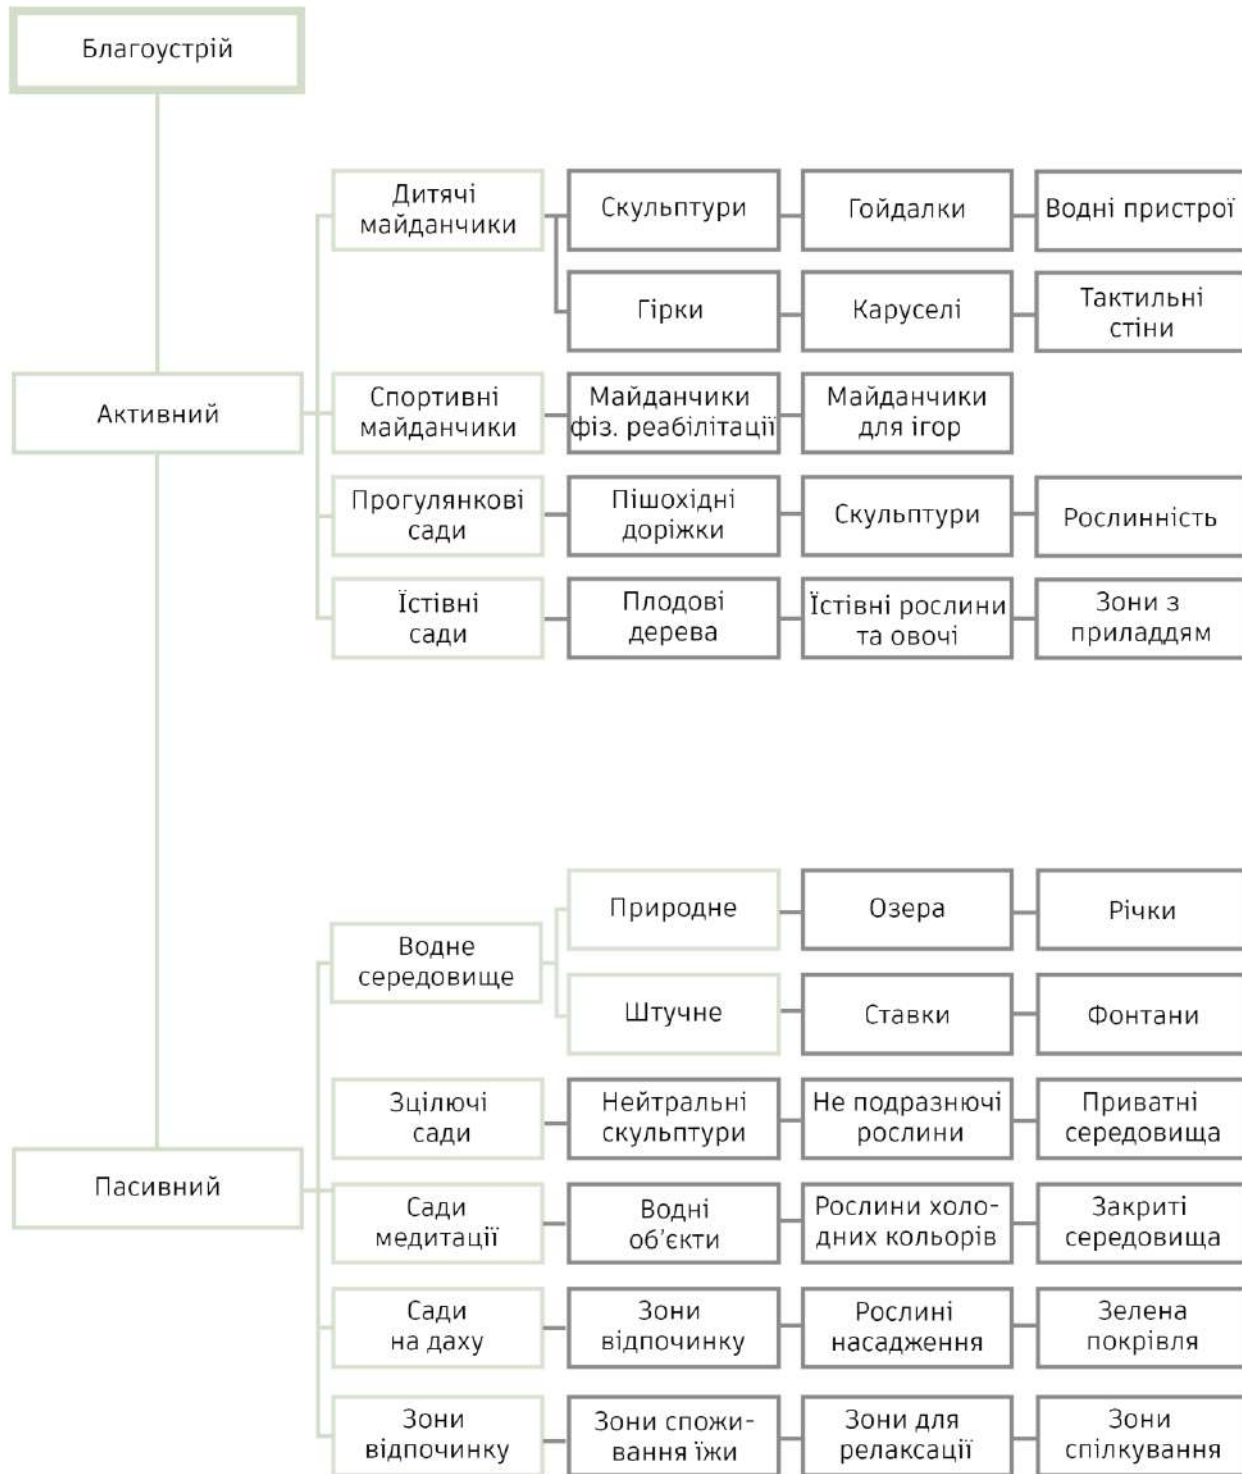 Благоустрій
Дитячі
майданчики
Скульптури
Гойдалки
Водні пристрої
Гірки
Каруселі
Тактильні
стіни
Активний
Спортивні
майданчики
Майданчики
фіз. реабілітації
Майданчики
для ігор
Прогулянкові
сади
Пішохідні
доріжки
Скульптури
Рослинність
Їстівні
сади
Плодові
дерева
Їстівні рослини
та овочі
Зони з
приладдям
Водне
середовище
Природне
Озера
Річки
Штучне
Ставки
Фонтани
Пасивний
Зцілючі
сади
Нейтральні
скульптури
Не подразнючі
рослини
Приватні
середовища
Сади
медитації
Водні
об’єкти
Рослини холо-
дних кольорів
Закриті
середовища
Сади
на даху
Зони
відпочинку
Рослині
насадження
Зелена
покрівля
Зони
відпочинку
Зони спожи-
вання їжи
Зони для
релаксації
Зони
спілкування